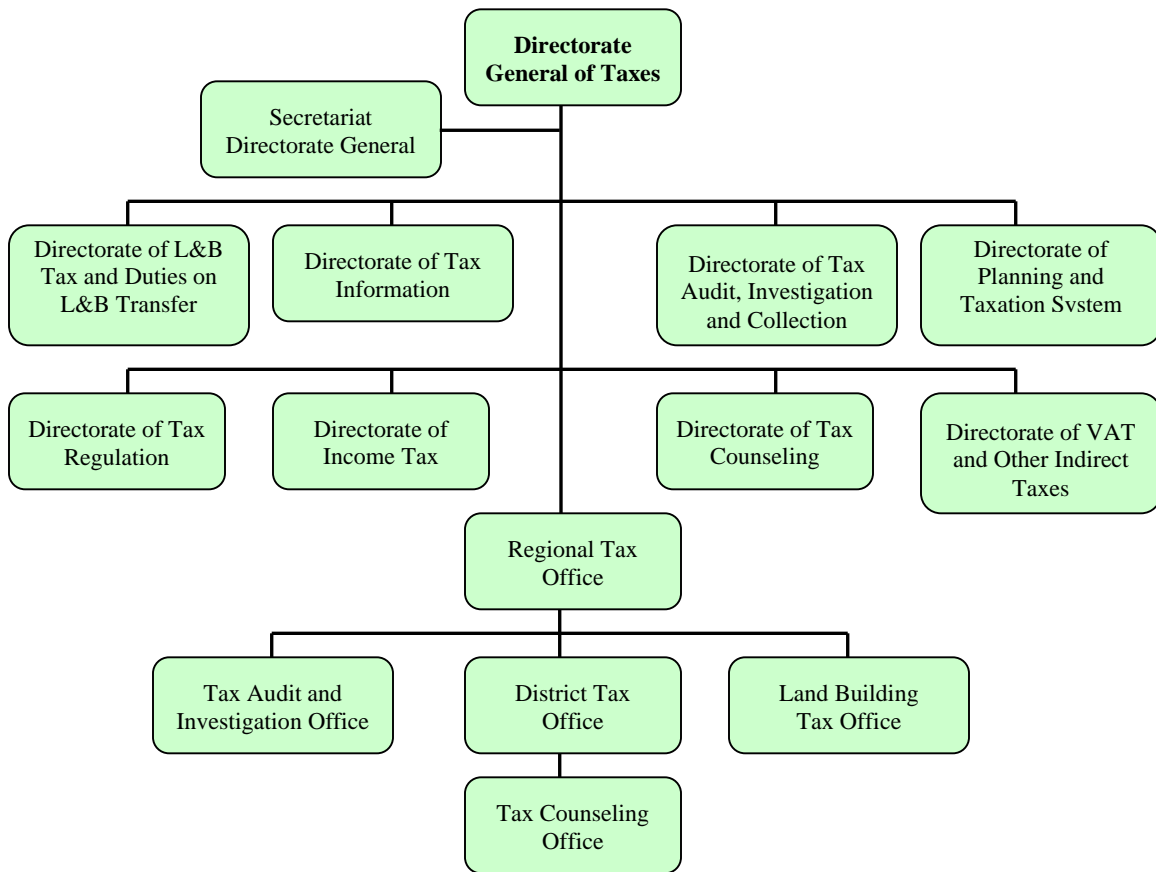 Directorate
General of Taxes
Secretariat
Directorate General
Directorate of L&B
Tax and Duties on
L&B Transfer
Directorate of Tax
Information
Directorate of Tax
Audit, Investigation
and Collection
Directorate of
Planning and
Taxation Svstem
Directorate of Tax
Regulation
Directorate of
Income Tax
Directorate of Tax
Counseling
Directorate of VAT
and Other Indirect
Taxes
Regional Tax
Office
Tax Audit and
Investigation Office
District Tax
Office
Land Building
Tax Office
Tax Counseling
Office